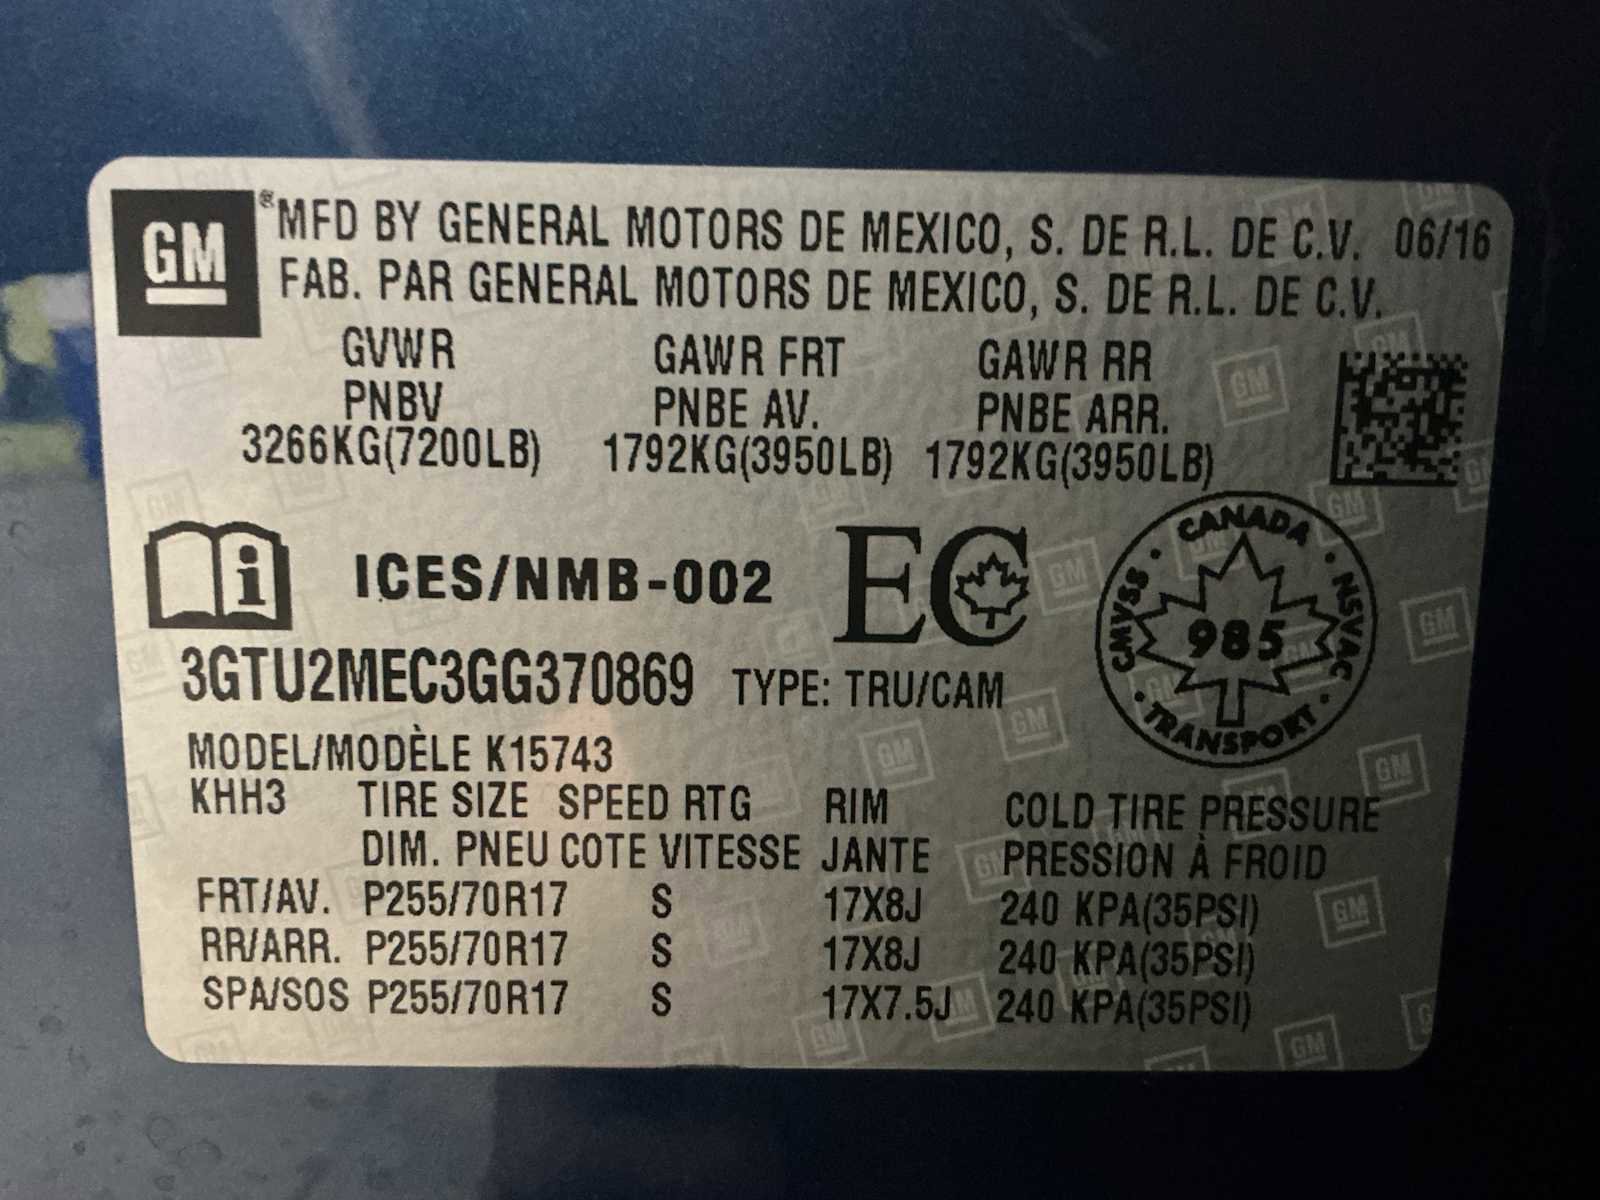 GM
®MFD BY GENERAL MOTORS DE MEXICO, S. DE R.L. DE C.V. 06/16
FAB. PAR GENERAL MOTORS DE MEXICO, S. DE R.L. DE C.V.
GVWR GAWR FRT GAWR RR
PNBV PNBE AV. PNBE ARR.
3266KG(7200LB) 1792KG(3950LB) 1792KG(3950LB)
i ICES/NMB-002 EC
CANADA
CMVSS 985 NSVAC
TRANSPORT
3GTU2MEC3GG370869 TYPE: TRU/CAM
MODEL/MODÈLE K15743
KHH3 TIRE SIZE SPEED RTG RIM COLD TIRE PRESSURE
DIM. PNEU COTE VITESSE JANTE PRESSION À FROID
FRT/AV. P255/70R17 S 17X8J 240 KPA(35PSI)
RR/ARR. P255/70R17 S 17X8J 240 KPA(35PSI)
SPA/SOS P255/70R17 S 17X7.5J 240 KPA(35PSI)